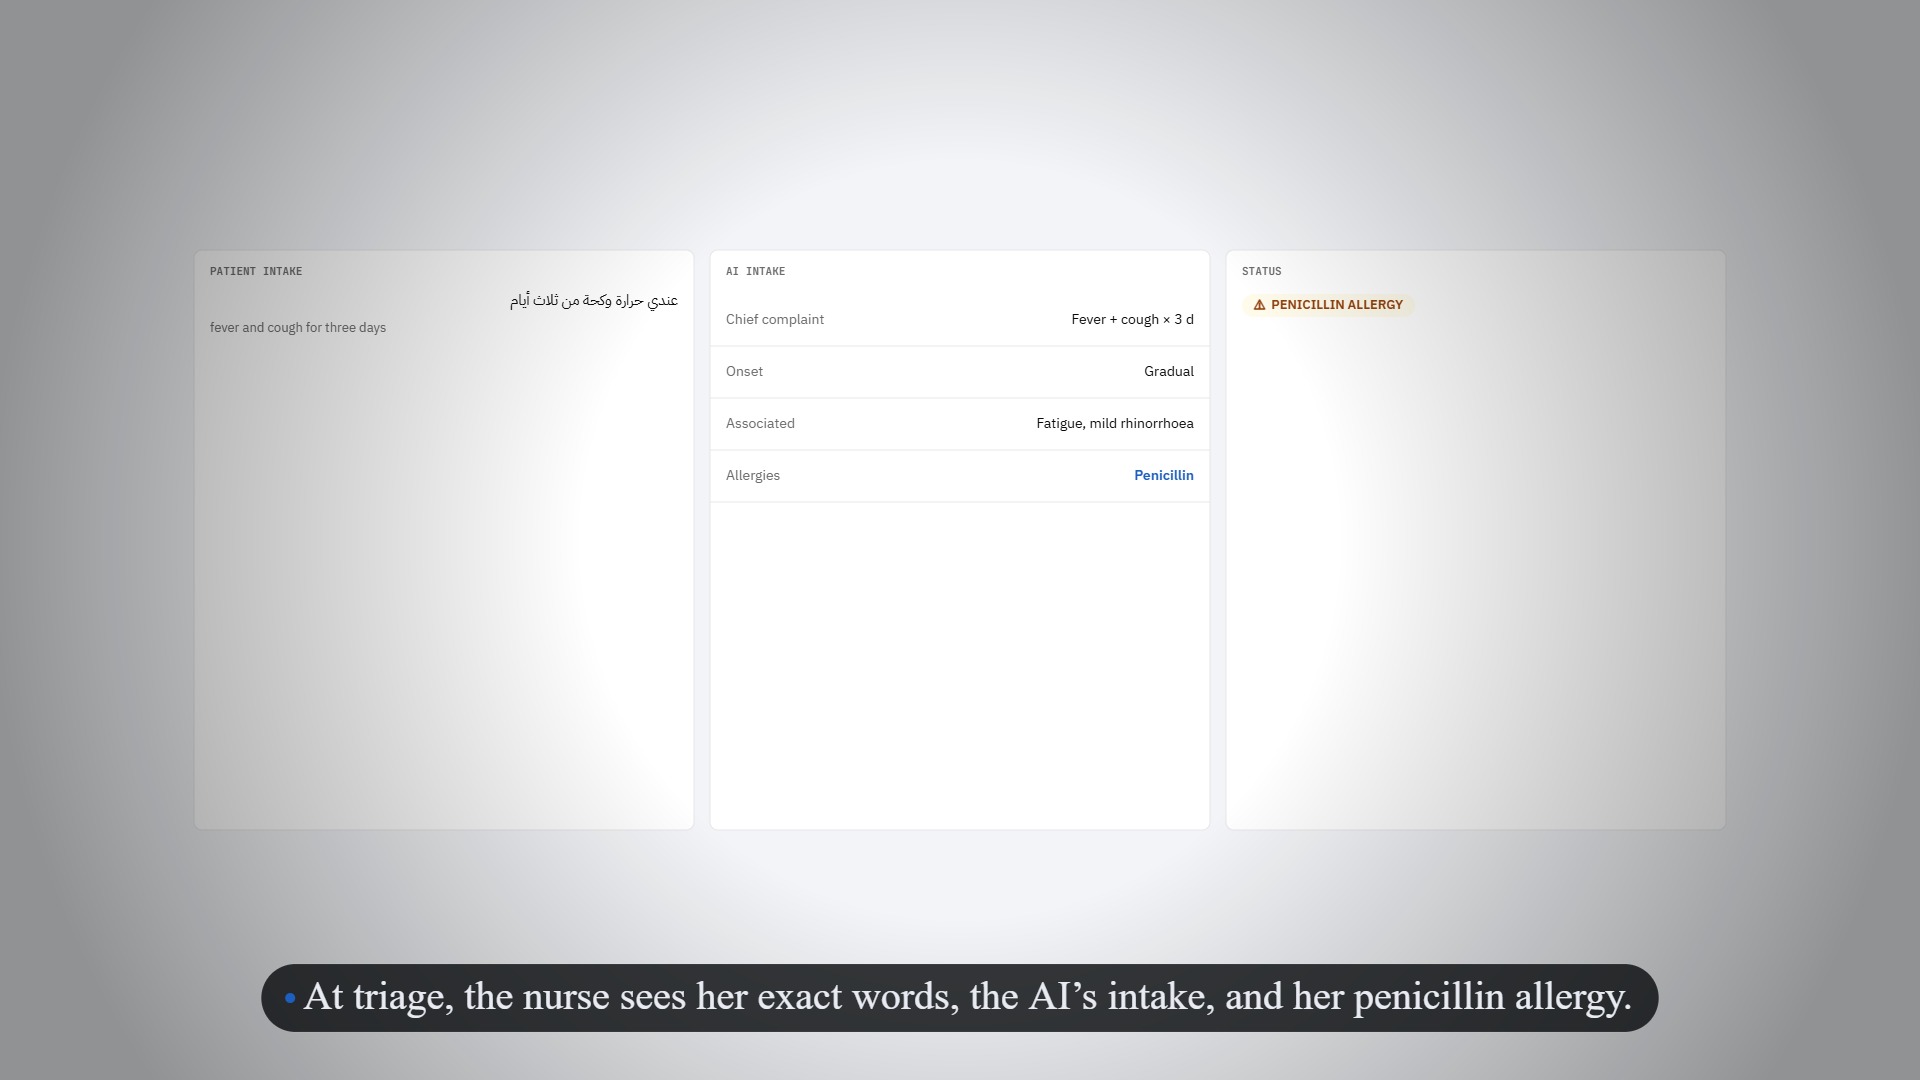 PATIENT INTAKE
عندي حرارة وكحة من ثلاث أيام
fever and cough for three days
AI INTAKE
Chief complaint Fever + cough × 3 d
Onset Gradual
Associated Fatigue, mild rhinorrhoea
Allergies Penicillin
STATUS
⚠ PENICILLIN ALLERGY
At triage, the nurse sees her exact words, the AI’s intake, and her penicillin allergy.